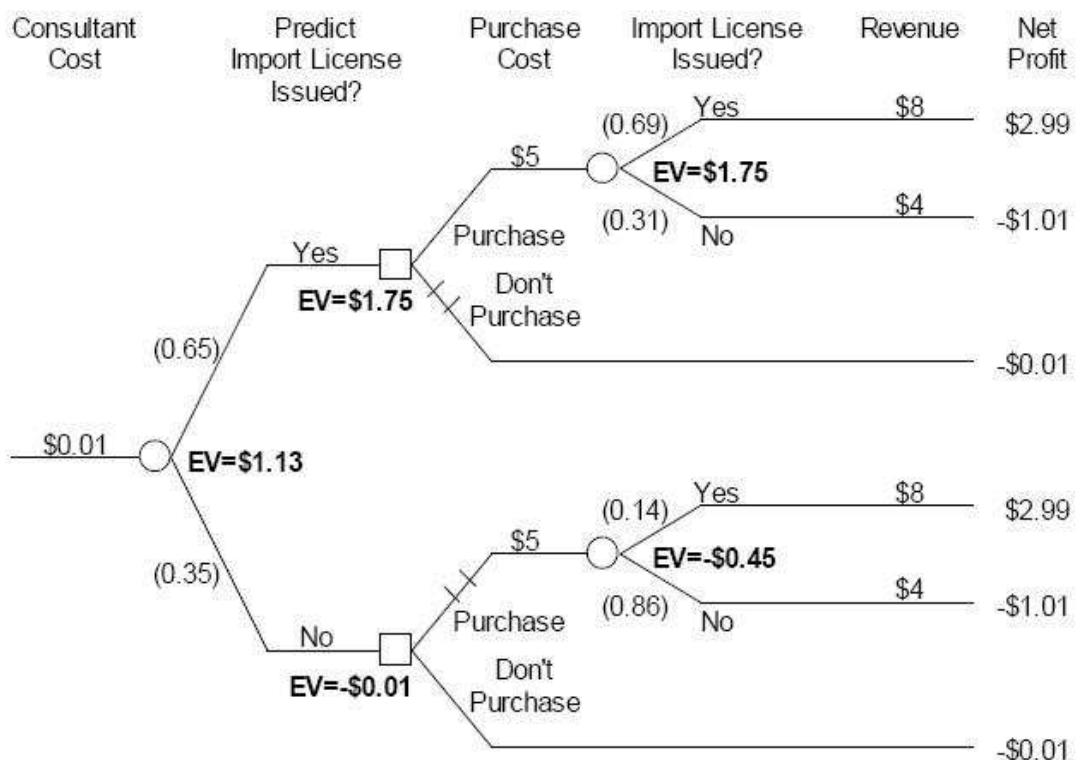 Consultant Cost
Predict Import License Issued?
Purchase Cost
Import License Issued?
Revenue
Net Profit
(0.69)
Yes
$8
$2.99
$5
EV=$1.75
(0.31)
No
$4
-$1.01
Purchase
Yes
EV=$1.75
Don't Purchase
(0.65)
-$0.01
$0.01
EV=$1.13
(0.14)
Yes
$8
$2.99
$5
EV=-$0.45
(0.35)
(0.86)
No
$4
-$1.01
Purchase
No
EV=-$0.01
Don't Purchase
-$0.01